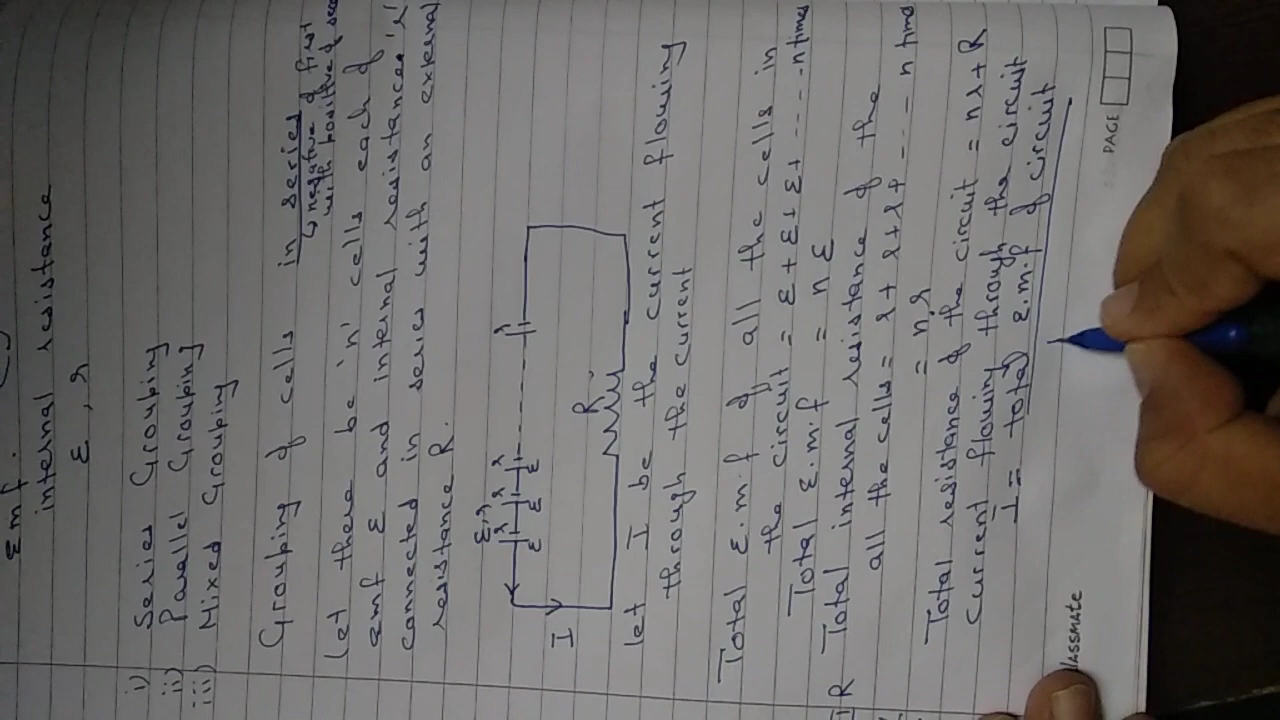 Emf.
internal resistance
ε, r
i) Series Grouping
ii) Parallel Grouping
iii) Mixed Grouping
Grouping of cells in series
↳ negative of first
with positive of
Let there be 'n' cells each of
emf ε and internal resistances 'r'
connected in series with an external
resistance R.
ε,r
r r r r
ε ε ε
I
R
let I be the current flowing
through the current
Total ε.m.f of all the cells in
the circuit = ε + ε + ε + ε + ---- n times
Total ε.m.f = n ε
IR
Total internal resistance of the
all the cells = r + r + r + --- n times
= nr
Total resistance of the circuit = nr + R
Current flowing through the circuit
I = total ε.m.f of circuit
CLASSMATE
PAGE